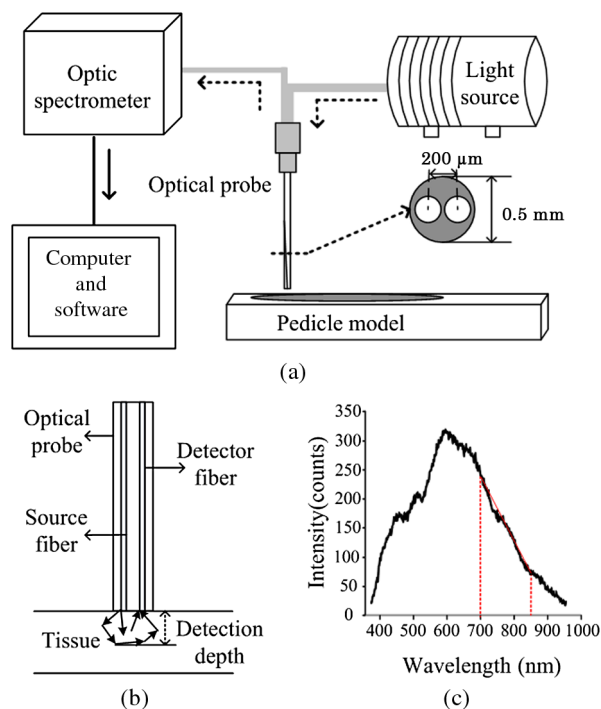 Optic
spectrometer
Light
source
Optical probe
200 μm
0.5 mm
Computer
and
software
Pedicle model
(a)
Optical
probe
Detector
fiber
Source
fiber
Tissue
Detection
depth
(b)
Intensity(counts)
350
300
250
200
150
100
50
0
400 500 600 700 800 900 1000
Wavelength (nm)
(c)